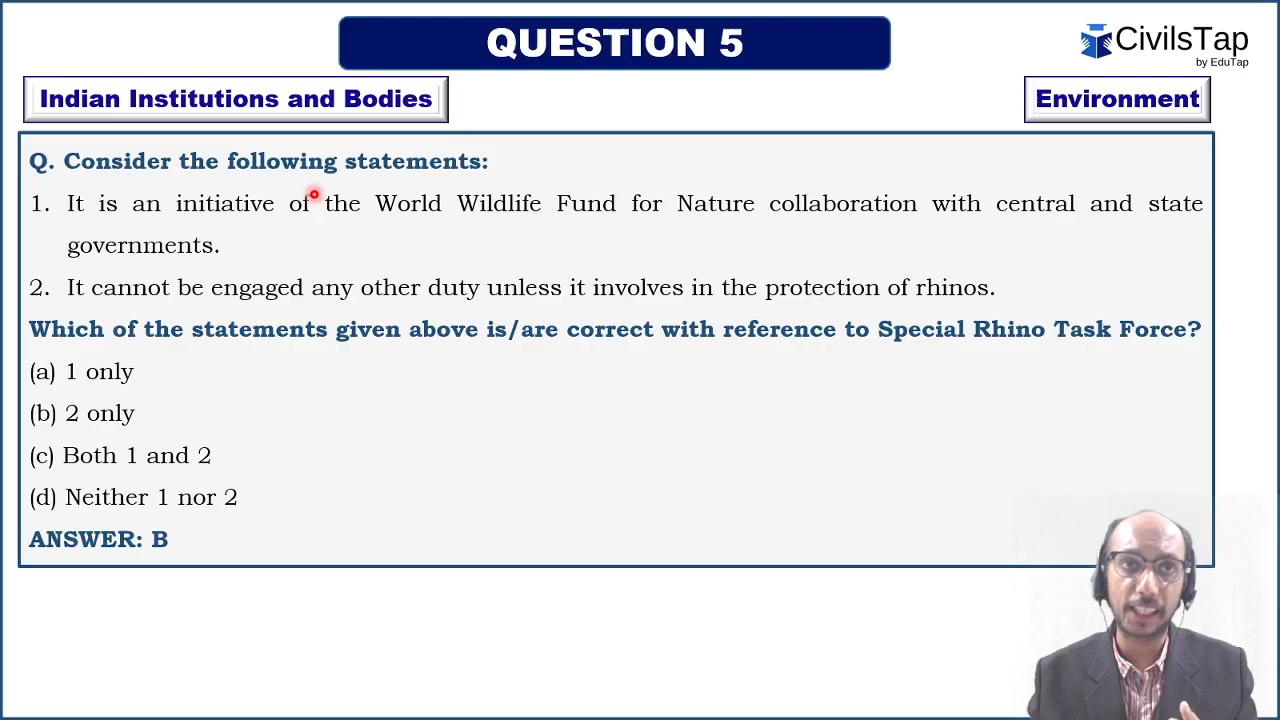 QUESTION 5
CivilsTap
by EduTap
Indian Institutions and Bodies
Environment
Q. Consider the following statements:
1. It is an initiative of the World Wildlife Fund for Nature collaboration with central and state
governments.
2. It cannot be engaged any other duty unless it involves in the protection of rhinos.
Which of the statements given above is/are correct with reference to Special Rhino Task Force?
(a) 1 only
(b) 2 only
(c) Both 1 and 2
(d) Neither 1 nor 2
ANSWER: B